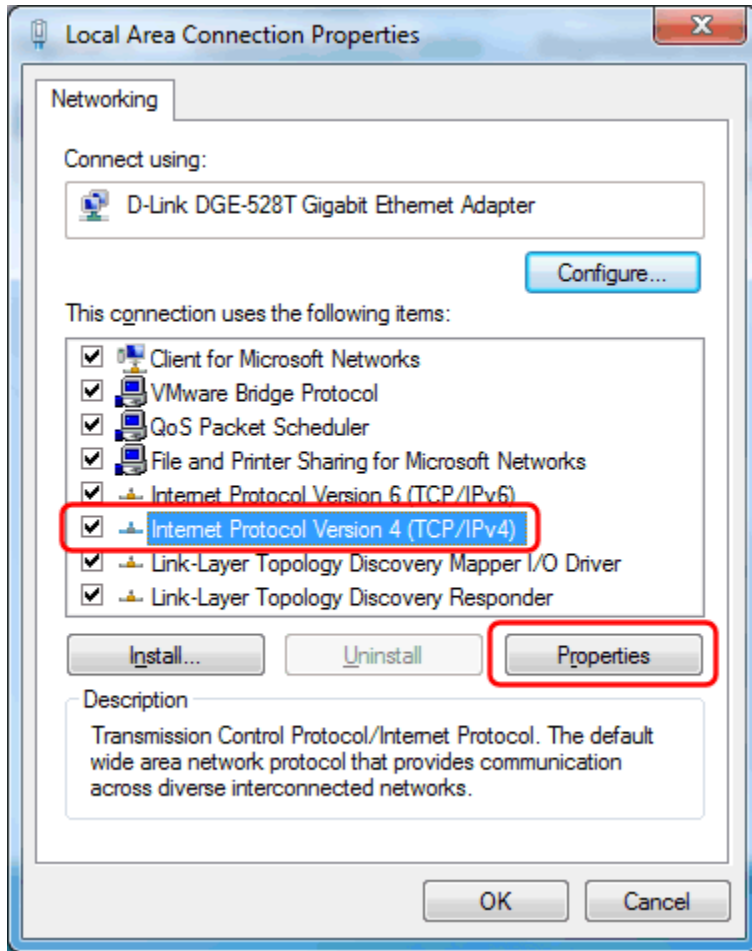 Local Area Connection Properties
Networking
Connect using:
D-Link DGE-528T Gigabit Ethernet Adapter
Configure...
This connection uses the following items:
Client for Microsoft Networks
VMware Bridge Protocol
QoS Packet Scheduler
File and Printer Sharing for Microsoft Networks
Internet Protocol Version 6 (TCP/IPv6)
Internet Protocol Version 4 (TCP/IPv4)
Link-Layer Topology Discovery Mapper I/O Driver
Link-Layer Topology Discovery Responder
Install... Uninstall Properties
Description
Transmission Control Protocol/Internet Protocol. The default
wide area network protocol that provides communication
across diverse interconnected networks.
OK Cancel